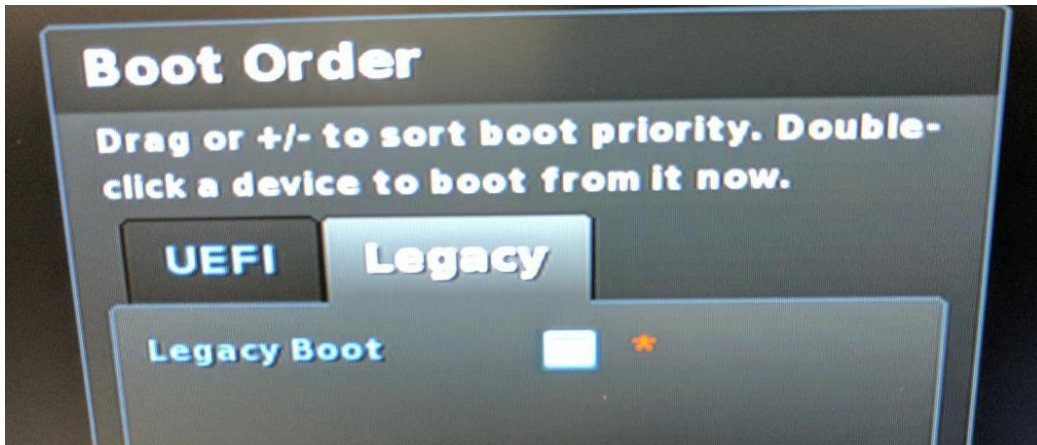 Boot Order
Drag or +/- to sort boot priority. Double-
click a device to boot from it now.
UEFI
Legacy
Legacy Boot *